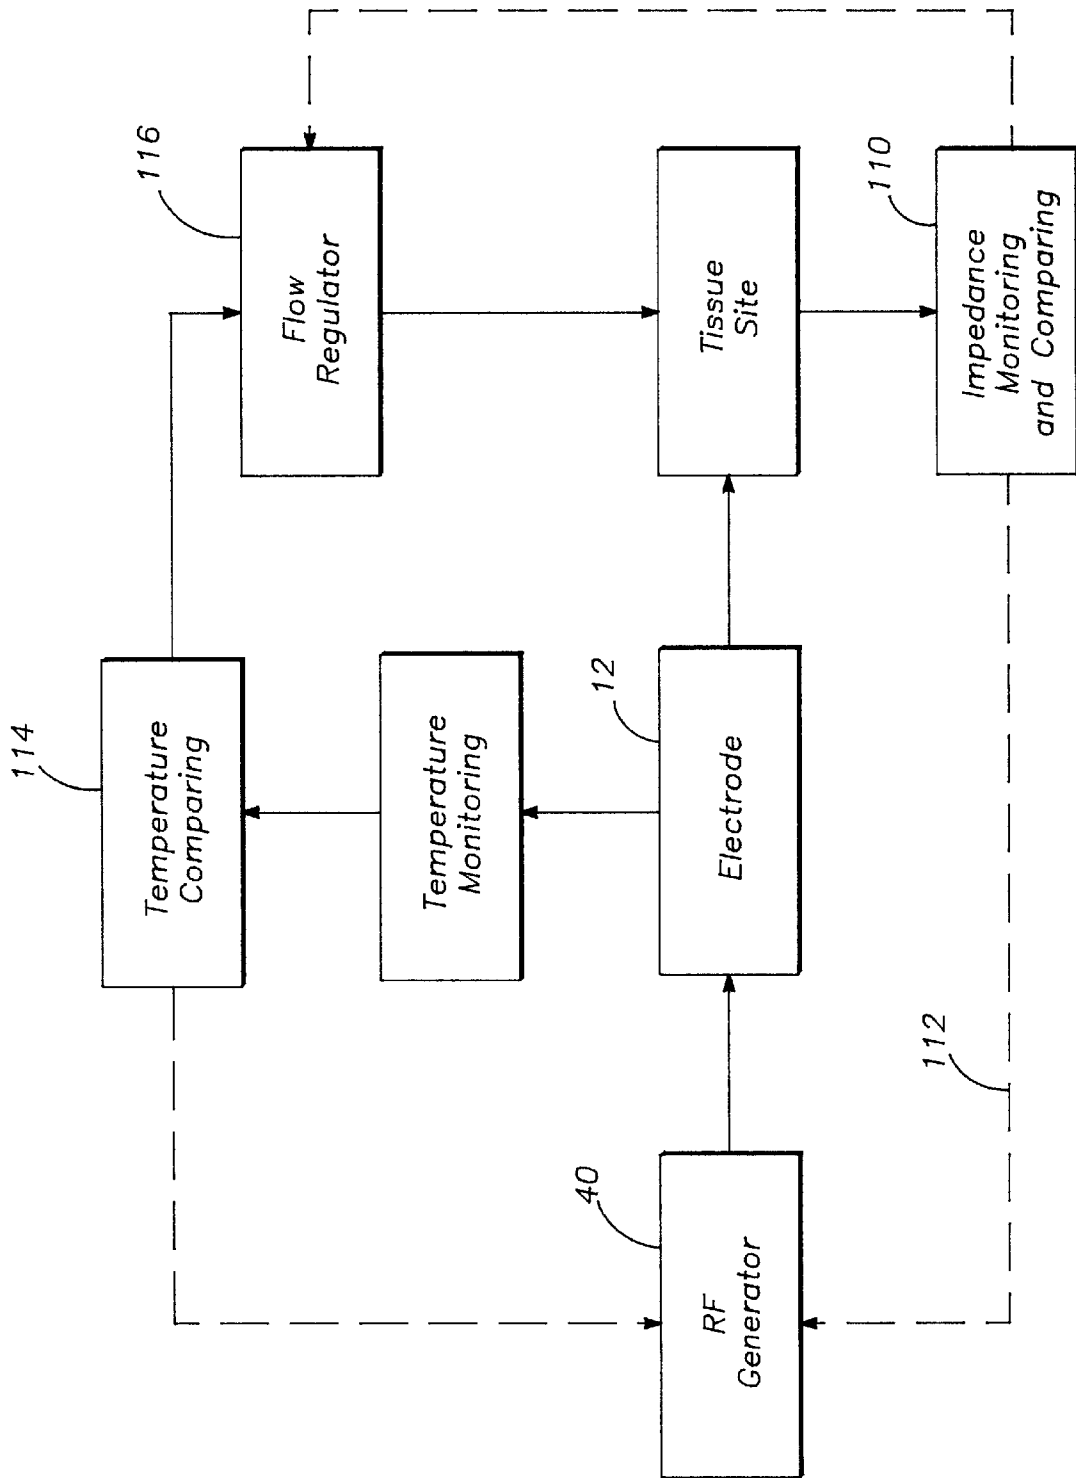 114
Temperature
Comparing
116
Flow
Regulator
Temperature
Monitoring
40
RF
Generator
12
Electrode
Tissue
Site
112
110
Impedance
Monitoring
and Comparing